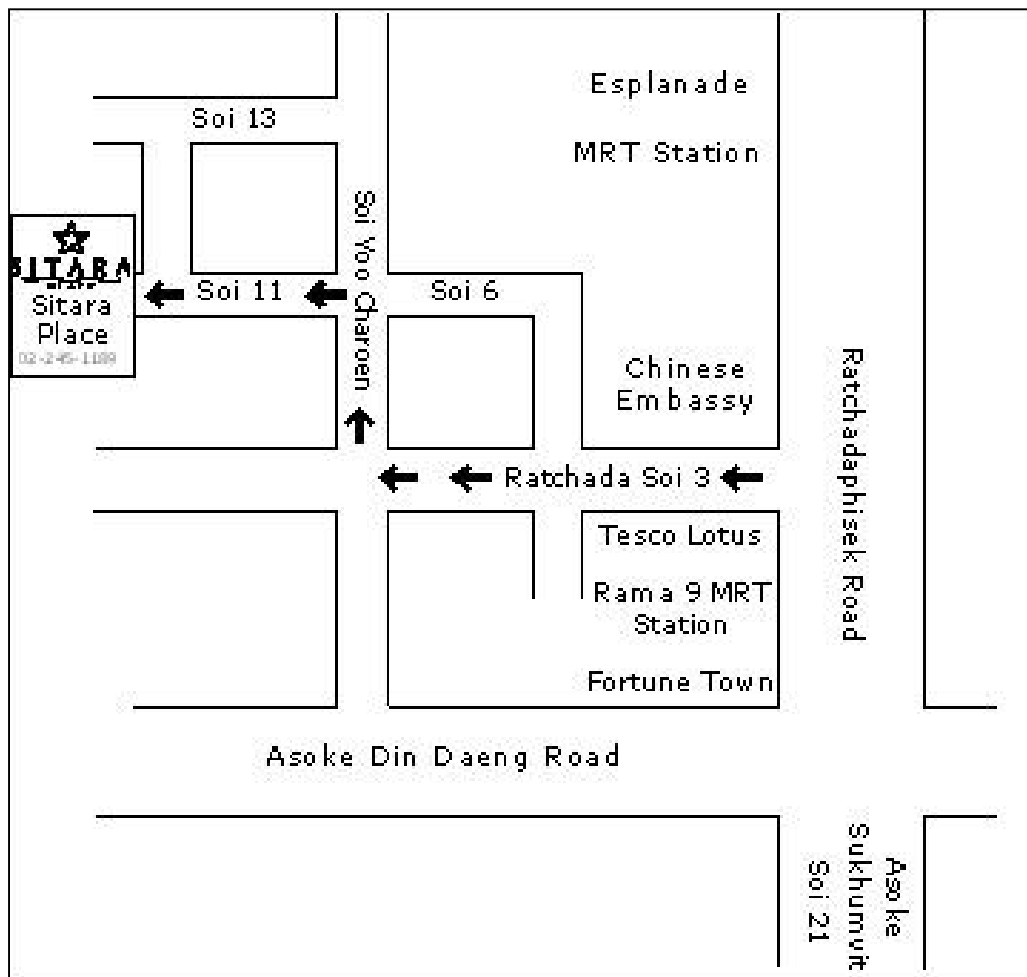 Esplanade
Soi 13
MRT Station
Soi Yoo Charoen
SITARA
Soi 11
Soi 6
Sitara
Place
02-245-1189
Chinese
Embassy
Ratchadaphisek Road
Ratchada Soi 3
Tesco Lotus
Rama 9 MRT
Station
Fortune Town
Asoke Din Daeng Road
Asoke
Sukhumvit
Soi 21